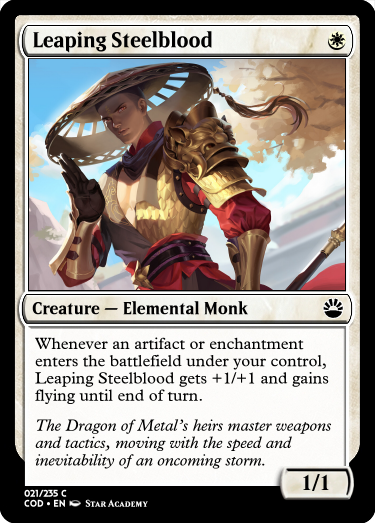 Leaping Steelblood
Creature — Elemental Monk
Whenever an artifact or enchantment
enters the battlefield under your control,
Leaping Steelblood gets +1/+1 and gains
flying until end of turn.
The Dragon of Metal's heirs master weapons
and tactics, moving with the speed and
inevitability of an oncoming storm.
1/1
021/235 C
COD • EN Star Academy